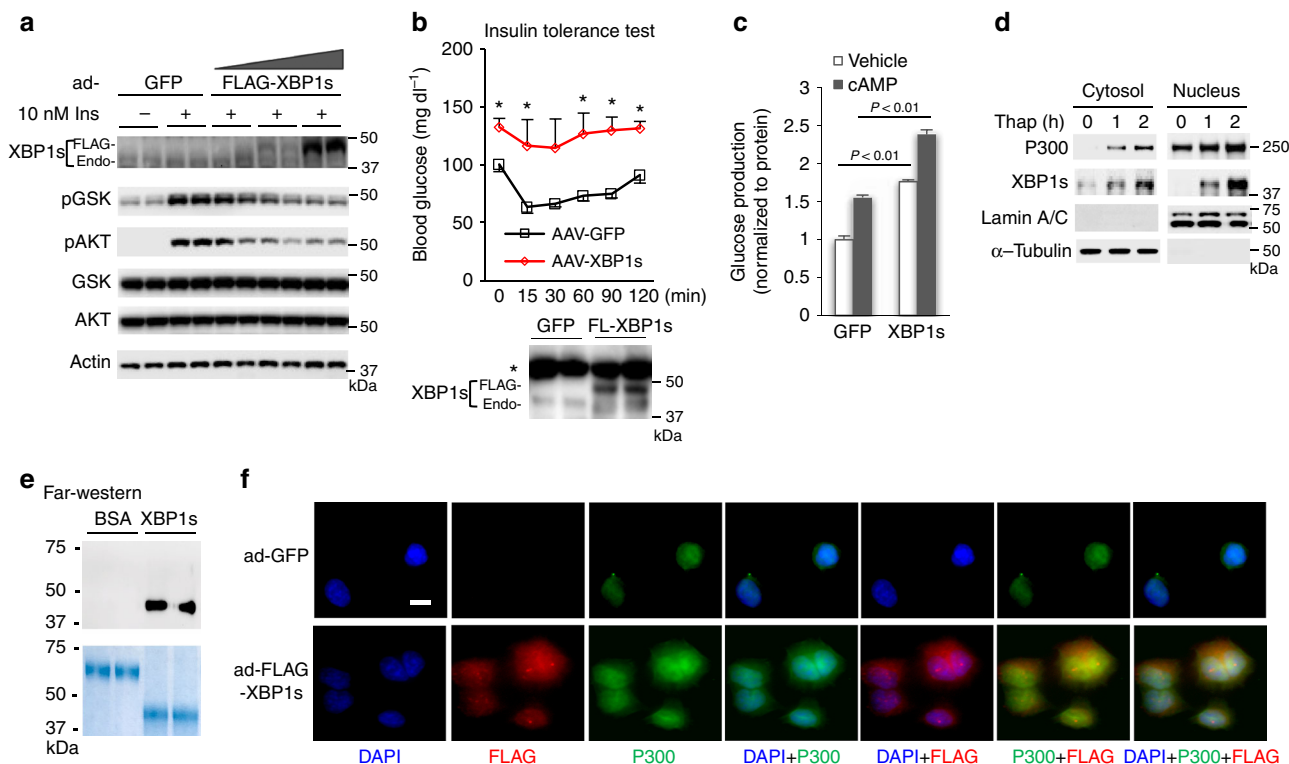 a
ad- GFP FLAG-XBP1s
10 nM Ins − + + + +
XBP1s FLAG- Endo- 50 37
pGSK 50
pAKT 50
GSK 50
AKT 50
Actin 37
kDa
b
Insulin tolerance test
Blood glucose (mg dl−1)
200
150
100
50
0
* * * * *
AAV-GFP
AAV-XBP1s
0 15 30 60 90 120 (min)
GFP FL-XBP1s
*
XBP1s FLAG- Endo- 50 37
kDa
c
Vehicle
cAMP
Glucose production
(normalized to protein)
3
2.5
2
1
1.5
0
P < 0.01
P < 0.01
GFP XBP1s
d
Cytosol Nucleus
Thap (h) 0 1 2 0 1 2
P300 250
XBP1s 37
Lamin A/C 75 50
α–Tubulin 50
kDa
e
Far-western
BSA XBP1s
75
50
37
75
50
37
kDa
f
ad-GFP
ad-FLAG
-XBP1s
DAPI FLAG P300 DAPI+P300 DAPI+FLAG P300+FLAG DAPI+P300+FLAG